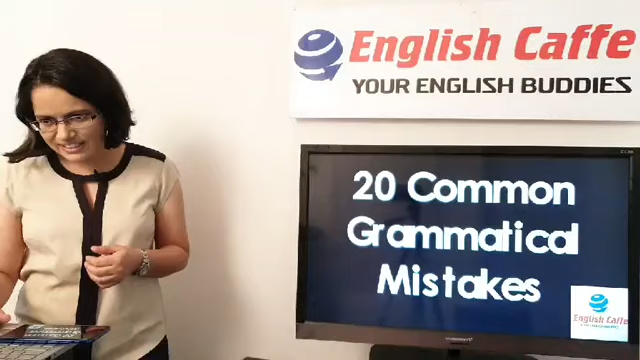 English Caffe
YOUR ENGLISH BUDDIES
20 Common
Grammatical
Mistakes
English Caffe